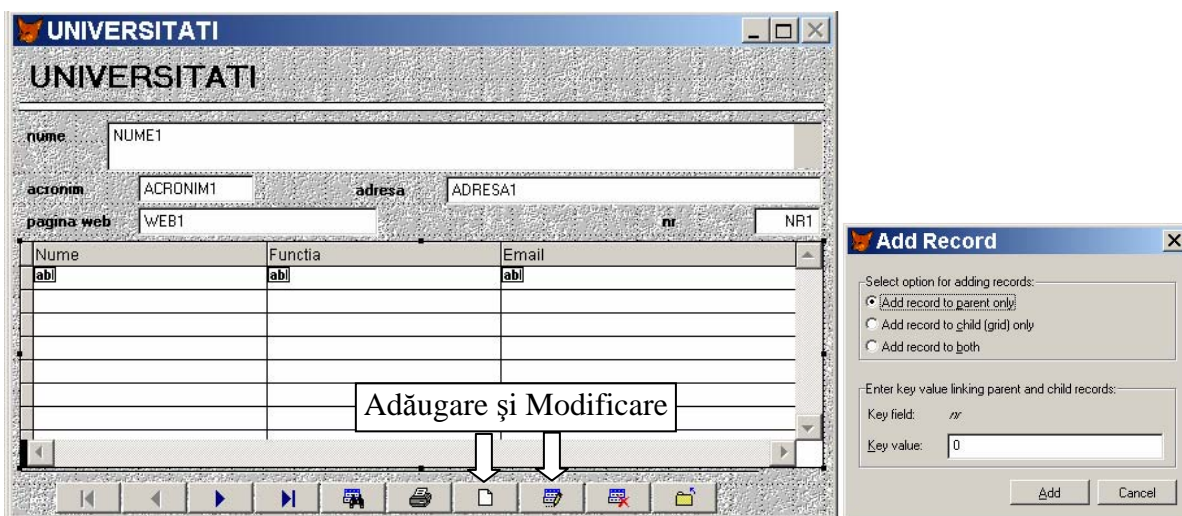 UNIVERSITATI
UNIVERSITATI
nume NUME1
acronim ACRONIM1 adresa ADRESA1
pagina web WEB1 nr NR1
Nume Functia Email
abl abl abl
Adăugare şi Modificare
Add Record
Select option for adding records:
Add record to parent only
Add record to child (grid) only
Add record to both
Enter key value linking parent and child records:
Key field: nr
Key value: 0
Add Cancel